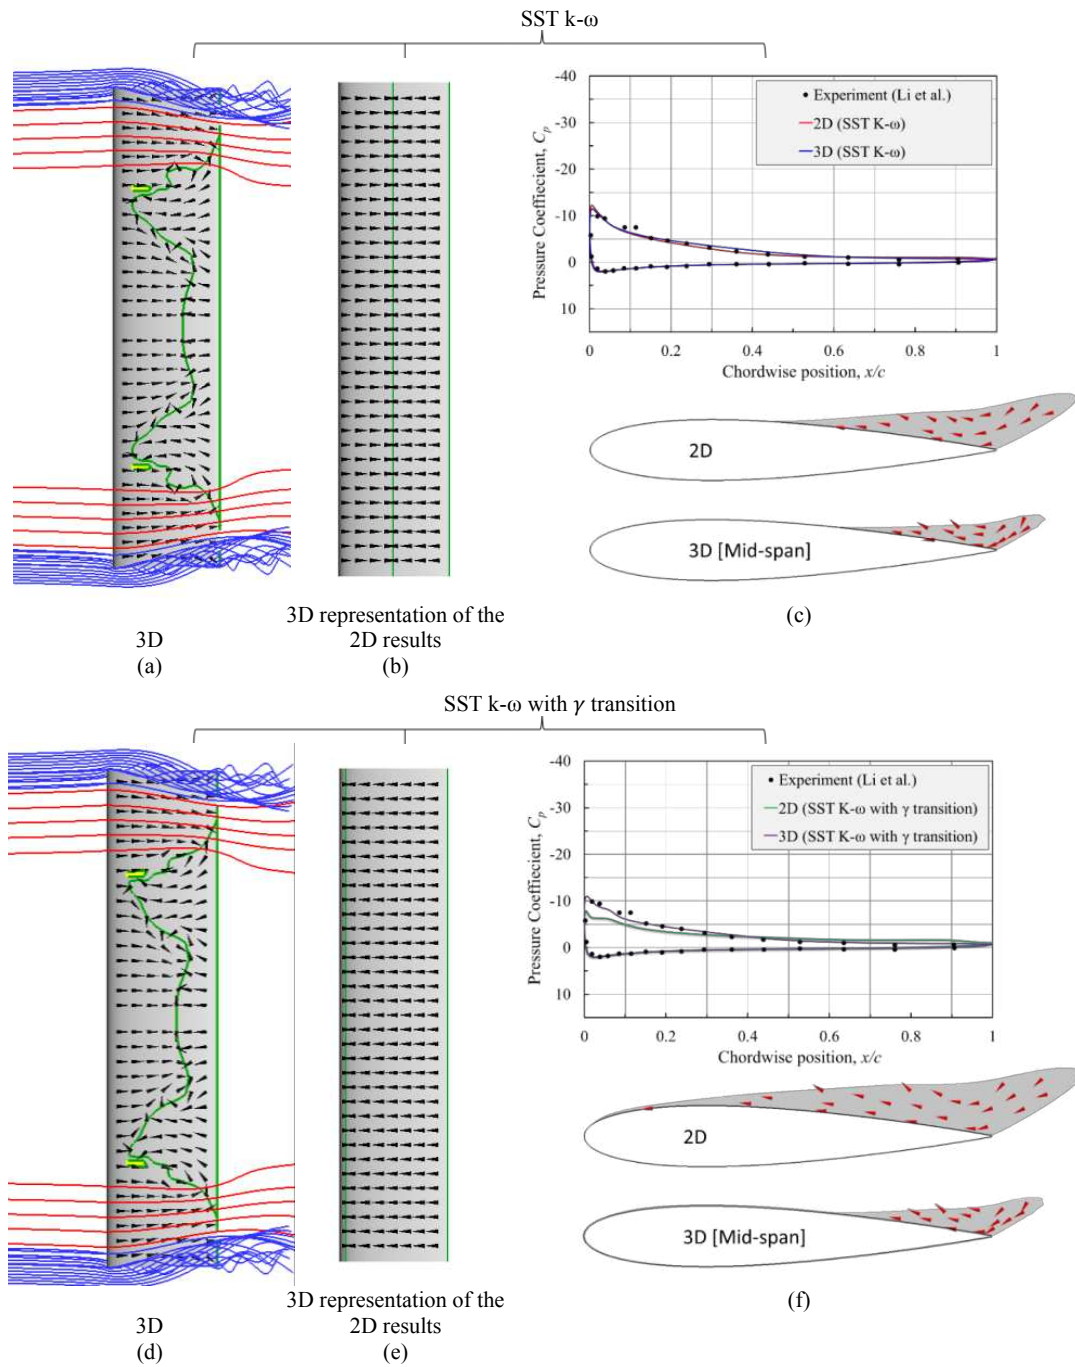 SST k-ω
-40
-30
-20
-10
0
10
Pressure Coeffiecient, Cp
Experiment (Li et al.)
2D (SST K-ω)
3D (SST K-ω)
0 0.2 0.4 0.6 0.8 1
Chordwise position, x/c
2D
3D [Mid-span]
3D
(a)
3D representation of the
2D results
(b)
(c)
SST k-ω with γ transition
-40
-30
-20
-10
0
10
Pressure Coeffiecient, Cp
Experiment (Li et al.)
2D (SST K-ω with γ transition)
3D (SST K-ω with γ transition)
0 0.2 0.4 0.6 0.8 1
Chordwise position, x/c
2D
3D [Mid-span]
3D
(d)
3D representation of the
2D results
(e)
(f)